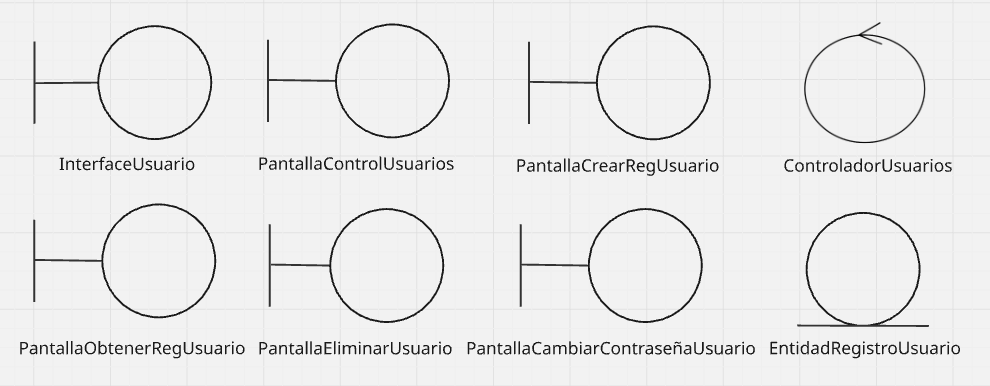 InterfaceUsuario
PantallaControlUsuarios
PantallaCrearRegUsuario
ControladorUsuarios
PantallaObtenerRegUsuario
PantallaEliminarUsuario
PantallaCambiarContraseñaUsuario
EntidadRegistroUsuario